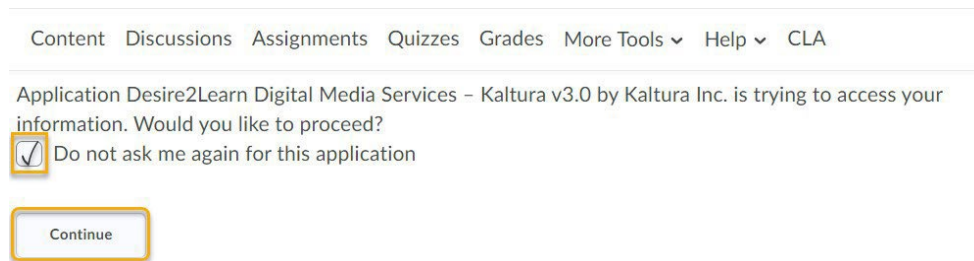 Content Discussions Assignments Quizzes Grades More Tools Help CLA
Application Desire2Learn Digital Media Services – Kaltura v3.0 by Kaltura Inc. is trying to access your
information. Would you like to proceed?
Do not ask me again for this application
Continue